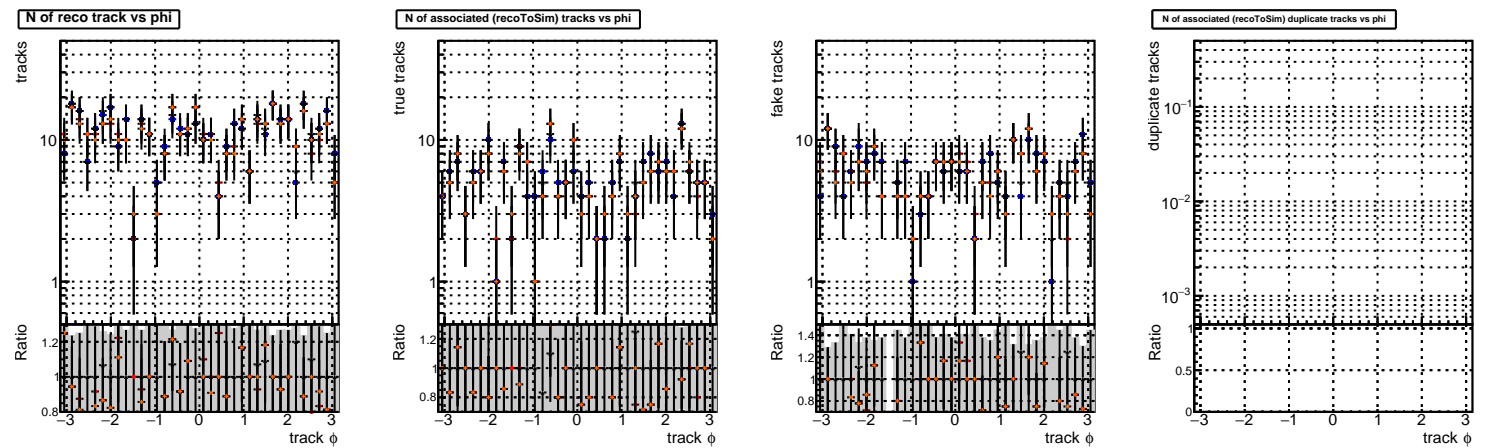 N of reco track vs phi
tracks
10
1
Ratio
1.2
1
0.8
−3 −2 −1 0 1 2 3
track ϕ
N of associated (recoToSim) tracks vs phi
true tracks
10
1
Ratio
1.2
1
0.8
−3 −2 −1 0 1 2 3
track ϕ
fake tracks
10
1
Ratio
1.4
1.2
1
0.8
−3 −2 −1 0 1 2 3
track ϕ
N of associated (recoToSim) duplicate tracks vs phi
duplicate tracks
10⁻¹
10⁻²
10⁻³
Ratio
1
0.5
0
−3 −2 −1 0 1 2 3
track ϕ